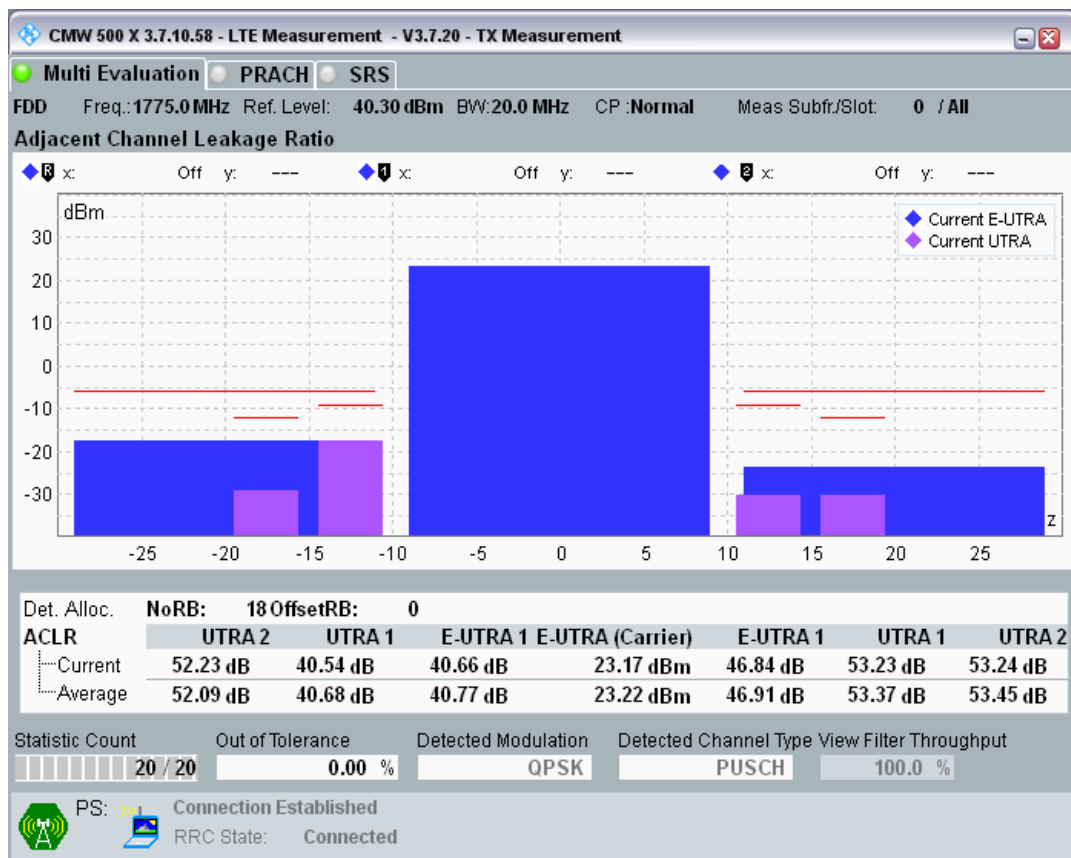 CMW 500 X 3.7.10.58 - LTE Measurement - V3.7.20 - TX Measurement
Multi Evaluation PRACH SRS
FDD Freq.:1775.0 MHz Ref. Level: 40.30 dBm BW:20.0 MHz CP :Normal Meas Subfr./Slot: 0 / All
Adjacent Channel Leakage Ratio
R x: Off y: --- 1 x: Off y: --- 2 x: Off y: ---
dBm
Current E-UTRA
Current UTRA
30
20
10
0
-10
-20
-30
z
-25 -20 -15 -10 -5 0 5 10 15 20 25
Det. Alloc. NoRB: 18 OffsetRB: 0
ACLR UTRA 2 UTRA 1 E-UTRA 1 E-UTRA (Carrier) E-UTRA 1 UTRA 1 UTRA 2
Current 52.23 dB 40.54 dB 40.66 dB 23.17 dBm 46.84 dB 53.23 dB 53.24 dB
Average 52.09 dB 40.68 dB 40.77 dB 23.22 dBm 46.91 dB 53.37 dB 53.45 dB
Statistic Count Out of Tolerance Detected Modulation Detected Channel Type View Filter Throughput
20 / 20 0.00 % QPSK PUSCH 100.0 %
PS: Connection Established
RRC State: Connected